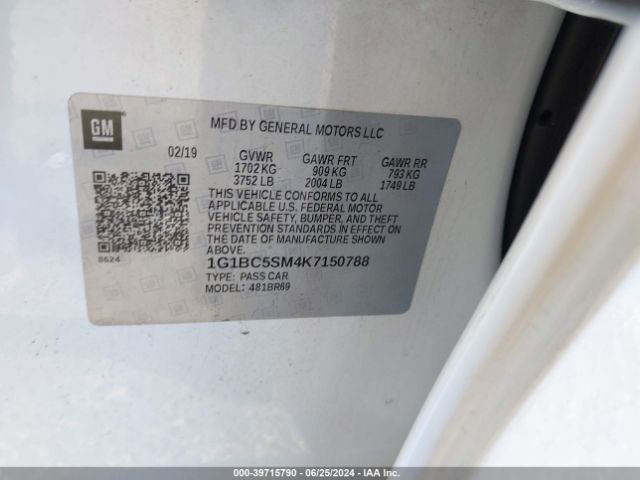 GM
MFD BY GENERAL MOTORS LLC
02/19 GVWR GAWR FRT GAWR RR
1702 KG 909 KG 793 KG
3752 LB 2004 LB 1749 LB
THIS VEHICLE CONFORMS TO ALL
APPLICABLE U.S. FEDERAL MOTOR
VEHICLE SAFETY, BUMPER, AND THEFT
PREVENTION STANDARDS IN EFFECT ON
THE DATE OF MANUFACTURE SHOWN
ABOVE.
8624
1G1BC5SM4K7150788
TYPE: PASS CAR
MODEL: 481BR69
000-39715790 - 06/25/2024 - IAA Inc.